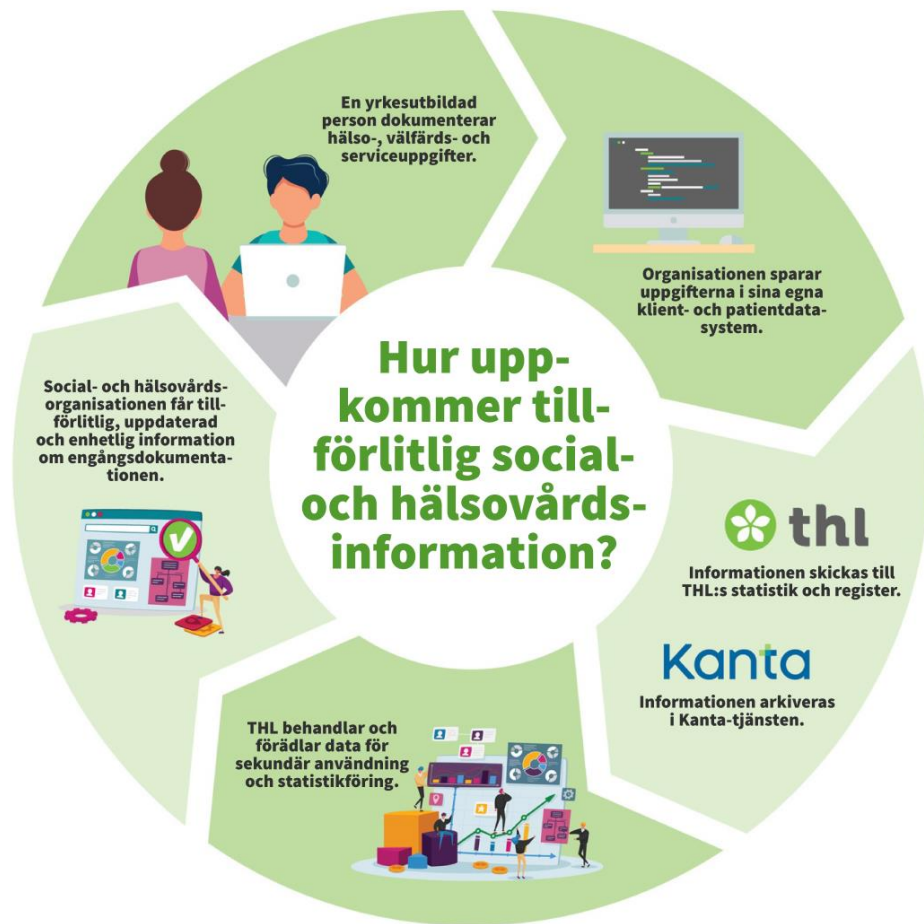 En yrkesutbildad
person dokumenterar
hälso-, välfärds- och
serviceuppgifter.
Organisationen sparar
uppgifterna i sina egna
klient- och patientdata-
system.
thl
Informationen skickas till
THL:s statistik och register.
Kanta
Informationen arkiveras
i Kanta-tjänsten.
THL behandlar och
förädlar data för
sekundär användning
och statistikföring.
Social- och hälsovårds-
organisationen får till-
förlitlig, uppdaterad
och enhetlig information
om engångsdokumenta-
tionen.
Hur upp-
kommer till-
förlitlig social-
och hälsovårds-
information?